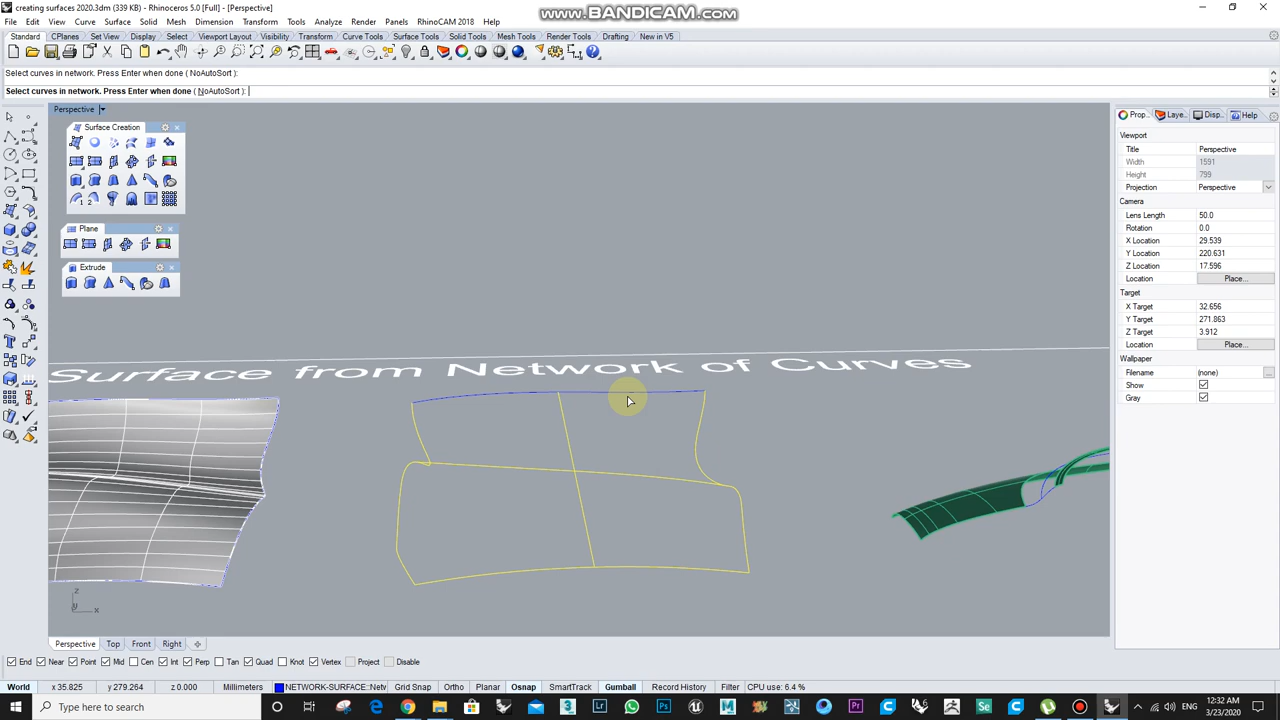 creating surfaces 2020.3dm (339 KB) - Rhinoceros 5.0 [Full] - [Perspective]
www.BANDICAM.com
File Edit View Curve Surface Solid Mesh Dimension Transform Tools Analyze Render Panels RhinoCAM 2018 Help
Standard CPlanes Set View Display Select Viewport Layout Visibility Transform Curve Tools Surface Tools Solid Tools Mesh Tools Render Tools Drafting New in V5
Select curves in network. Press Enter when done ( NoAutoSort ):
Select curves in network. Press Enter when done ( NoAutoSort ):
Perspective
Surface Creation
Plane
Extrude
Prop... Laye... Disp... Help
Viewport
Title Perspective
Width 1591
Height 799
Projection Perspective
Camera
Lens Length 50.0
Rotation 0.0
X Location 29.539
Y Location 220.631
Z Location 17.596
Location Place...
Target
X Target 32.656
Y Target 271.863
Z Target 3.912
Location Place...
Wallpaper
Filename (none) ...
Show
Gray
Surface from Network of Curves
z
y x
Perspective Top Front Right
End Near Point Mid Cen Int Perp Tan Quad Knot Vertex Project Disable
World x 35.825 y 279.264 z 0.000 Millimeters NETWORK-SURFACE::Netv Grid Snap Ortho Planar Osnap SmartTrack Gumball Record History Filter CPU use: 6.4 %
Type here to search
ENG
12:32 AM
3/23/2020